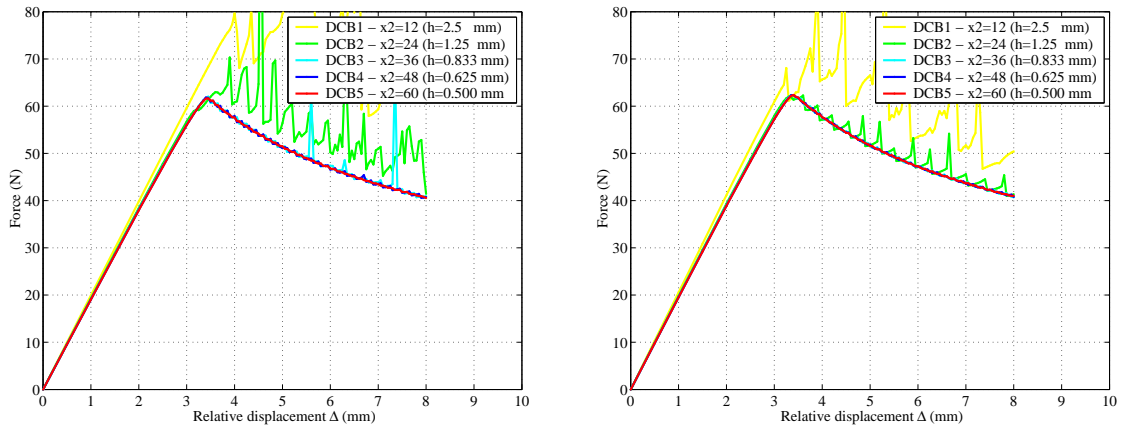 80
70
60
50
40
30
20
10
0
Force (N)
0 1 2 3 4 5 6 7 8 9 10
Relative displacement Δ (mm)
DCB1 − x2=12 (h=2.5 mm)
DCB2 − x2=24 (h=1.25 mm)
DCB3 − x2=36 (h=0.833 mm)
DCB4 − x2=48 (h=0.625 mm)
DCB5 − x2=60 (h=0.500 mm
80
70
60
50
40
30
20
10
0
Force (N)
0 1 2 3 4 5 6 7 8 9 10
Relative displacement Δ (mm)
DCB1 − x2=12 (h=2.5 mm)
DCB2 − x2=24 (h=1.25 mm)
DCB3 − x2=36 (h=0.833 mm)
DCB4 − x2=48 (h=0.625 mm)
DCB5 − x2=60 (h=0.500 mm